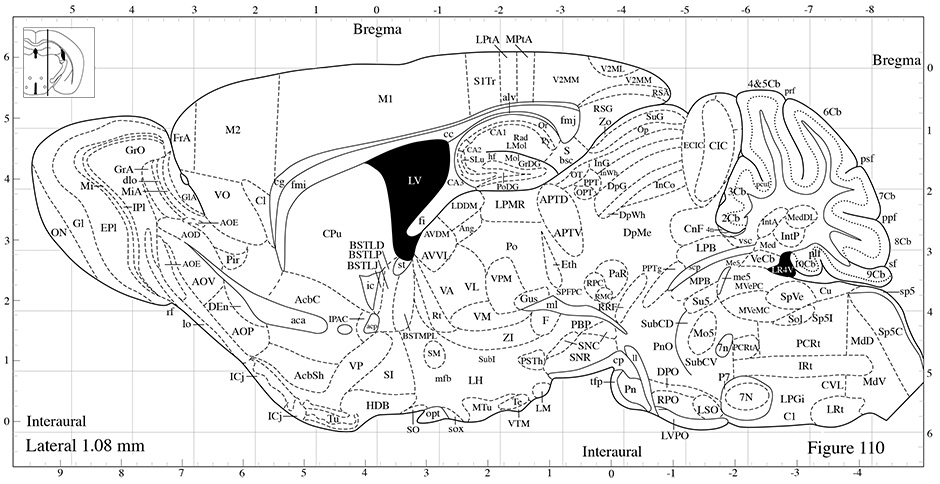 5 4 3 2 1 0 -1 -2 -3 -4 -5 -6 -7 -8
Bregma
LPtA MPtA
6
Bregma 0
V2ML
S1Tr V2MM V2MM
4&5Cb
prf
RSA
M1
alv
RSG
6Cb
5
fmj
Zo
SuG
1
M2
FrA
cc
CA1
Or
Op
Rad
Py
GrO
LMol
S
ECIC CIC
CA2
bsc
SLu
hf
Mol
psf
GrA
GrDG
InG
OT
InWh
4
dlo
LV
PPT
Mi
MiA
cg fmi
CA3
PoDG
OPT
DpG
InCo
pcuf
2
VO
3Cb
7Cb
GlA
Cl
LPMR
APTD
IPl
LDDM
fi
DpWh
2Cb
MedDL
ppf
Gl
AOE
CnF
4n
IntA
ON
EPl
AOD
CPu
AVDM
Ang
DpMe
IntP
8Cb
3
BSTLD
Po
APTV
LPB
vsc
Med
3
BSTLP
AVVL
plf
sf
Pir
BSTLJ
st
VeCb
AOE
Eth
PPTg
scp
MeS
LR4V
10Cb
9Cb
AOV
ic
VPM
PaR
MPB
me5
VA
VL
RPC
MVePC
Cu
sp5
2
AcbC
Gus
SPFPC
RMC
Su5
SpVe
DEn
ml
RRF
MVeMC
4
rf
IPAC
acp
Rt
VM
F
SubCD
Sol
Sp5I
aca
PBP
lo
AOP
BSTMPL
ZI
SNC
PnO
Mo5
7n
PCRtA
PCRt
MdD
Sp5C
SM
SubI
PSTh
SNR
cp
ll
SubCV
1
VP
IRt
AcbSh
SI
mfb
LH
tfp
DPO
P7
5
ICj
Pn
CVL
MdV
Te
RPO
7N
LPGi
HDB
LM
LSO
LRt
ICj
MTu
C1
Tu
SO
opt
sox
VTM
LVPO
0
Interaural
6
Lateral 1.08 mm
Interaural
Figure 110
9 8 7 6 5 4 3 2 1 0 -1 -2 -3 -4